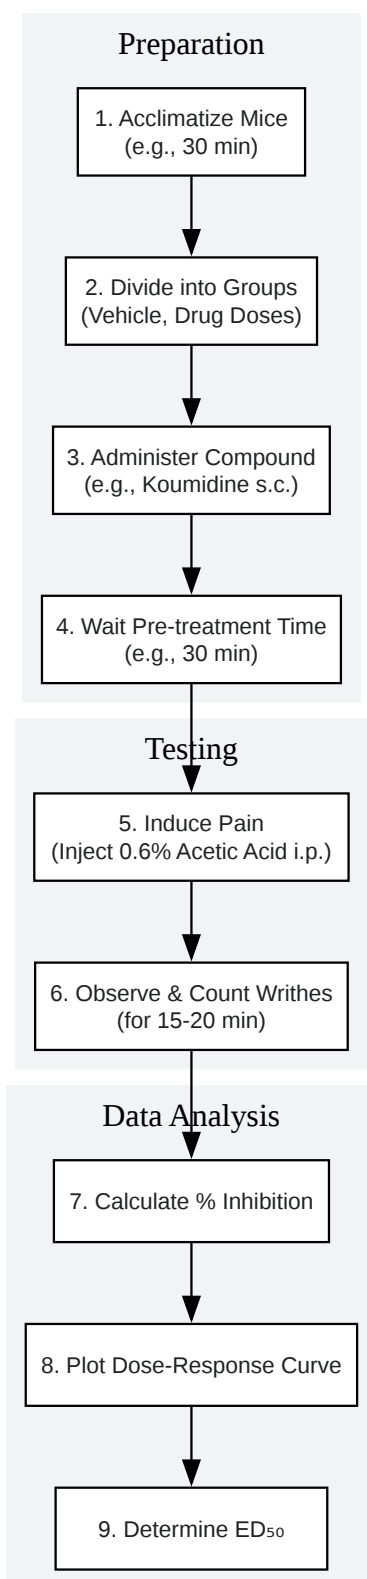 Preparation
1. Acclimatize Mice
(e.g., 30 min)
2. Divide into Groups
(Vehicle, Drug Doses)
3. Administer Compound
(e.g., Koumidine s.c.)
4. Wait Pre-treatment Time
(e.g., 30 min)
Testing
5. Induce Pain
(Inject 0.6% Acetic Acid i.p.)
6. Observe & Count Writhes
(for 15-20 min)
Data Analysis
7. Calculate % Inhibition
8. Plot Dose-Response Curve
9. Determine ED₅₀